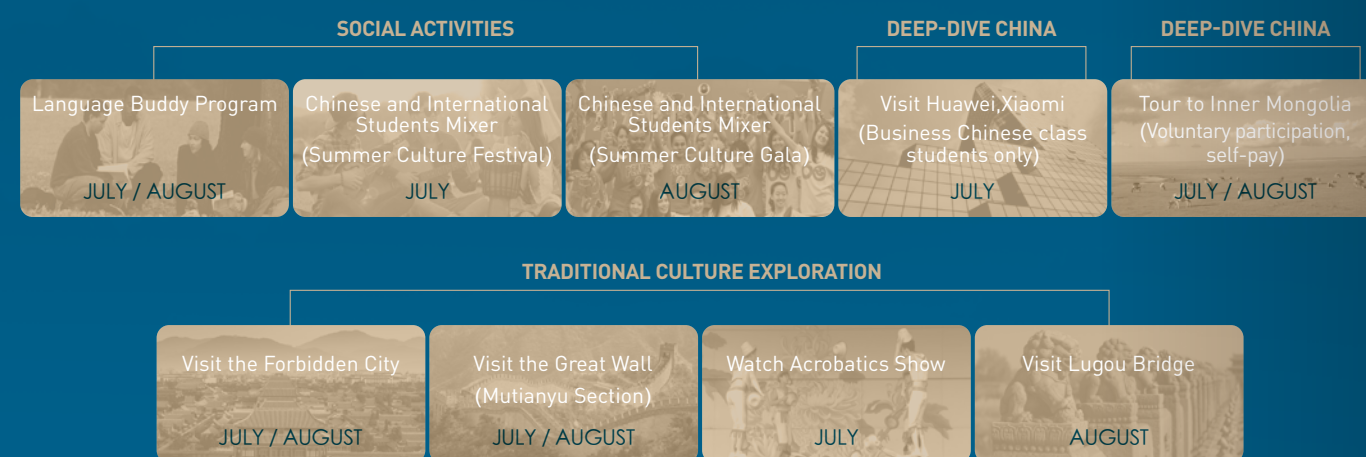 SOCIAL ACTIVITIES
DEEP-DIVE CHINA
DEEP-DIVE CHINA
Language Buddy Program
JULY / AUGUST
Chinese and International
Students Mixer
(Summer Culture Festival)
JULY
Chinese and International
Students Mixer
(Summer Culture Gala)
AUGUST
Visit Huawei,Xiaomi
(Business Chinese class
students only)
JULY
Tour to Inner Mongolia
(Voluntary participation,
self-pay)
JULY / AUGUST
TRADITIONAL CULTURE EXPLORATION
Visit the Forbidden City
JULY / AUGUST
Visit the Great Wall
(Mutianyu Section)
JULY / AUGUST
Watch Acrobatics Show
JULY
Visit Lugou Bridge
AUGUST